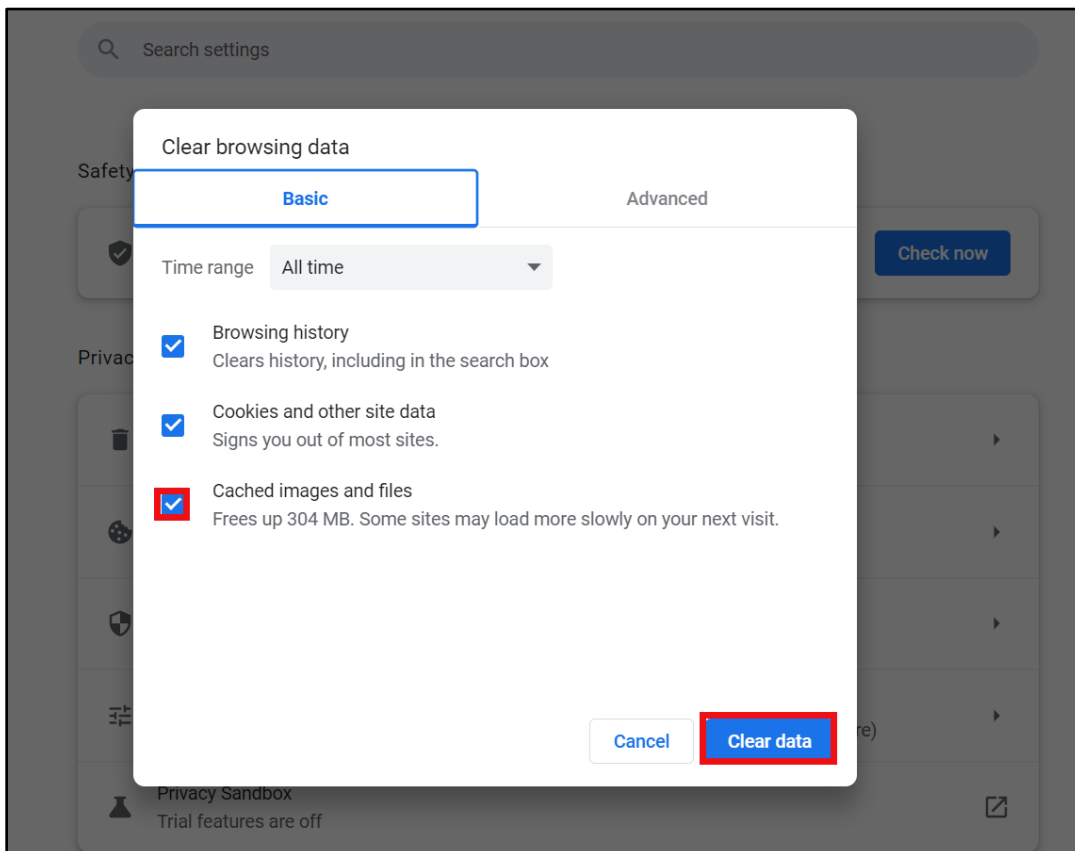 Search settings
Clear browsing data
Safety
Basic
Advanced
Check now
Time range
All time
Browsing history
Clears history, including in the search box
Privac
Cookies and other site data
Signs you out of most sites.
Cached images and files
Frees up 304 MB. Some sites may load more slowly on your next visit.
Cancel
Clear data
re)
Privacy Sandbox
Trial features are off